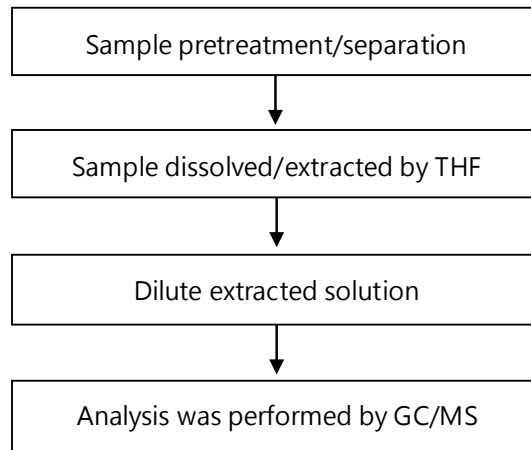 Sample pretreatment/separation
Sample dissolved/extracted by THF
Dilute extracted solution
Analysis was performed by GC/MS